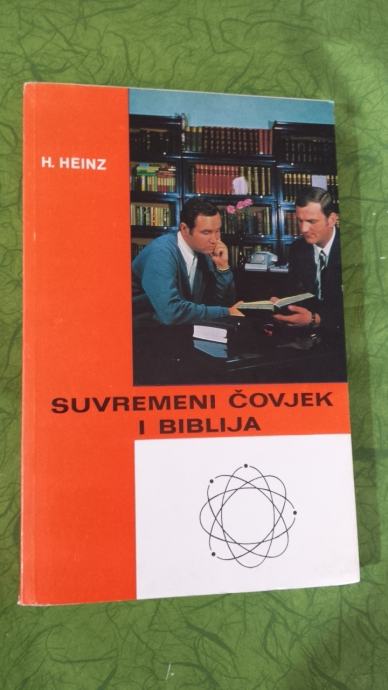 H. HEINZ
SUVREMENI ČOVJEK
I BIBLIJA